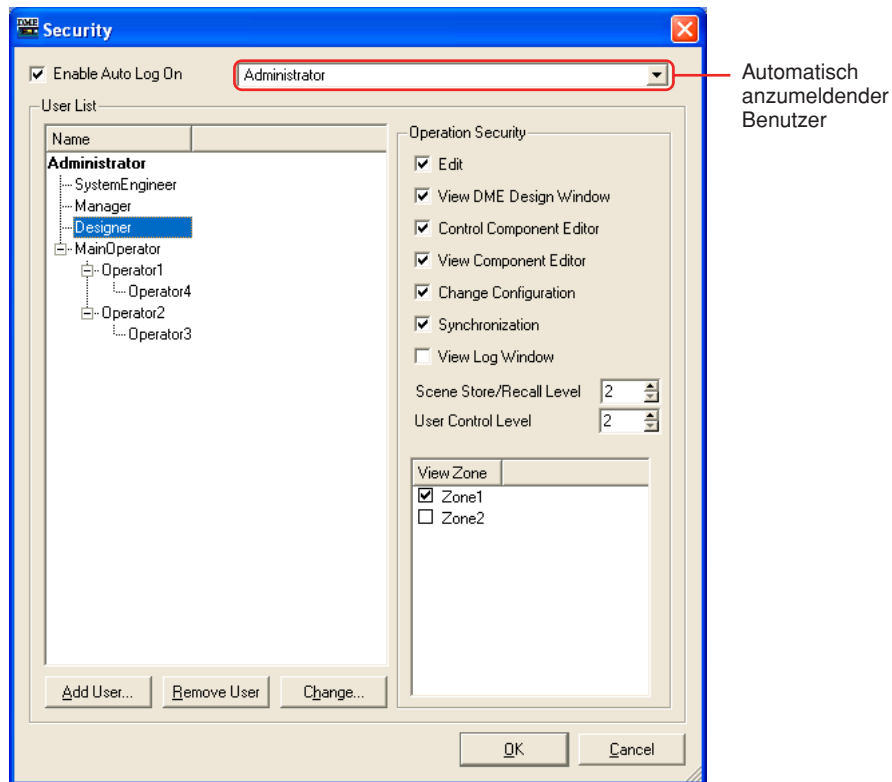 DME
Security
Enable Auto Log On
Administrator
Automatisch
anzumeldender
Benutzer
User List
Name
Administrator
SystemEngineer
Manager
Designer
MainOperator
Operator1
Operator4
Operator2
Operator3
Add User...
Remove User
Change...
Operation Security
Edit
View DME Design Window
Control Component Editor
View Component Editor
Change Configuration
Synchronization
View Log Window
Scene Store/Recall Level 2
User Control Level 2
View Zone
Zone1
Zone2
OK
Cancel